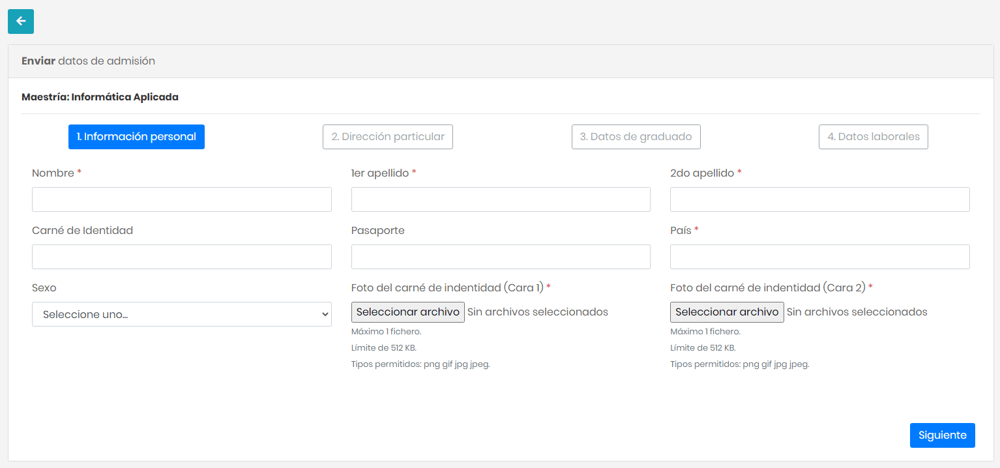 Enviar datos de admisión
Maestría: Informática Aplicada
1. Información personal
2. Dirección particular
3. Datos de graduado
4. Datos laborales
Nombre *
1er apellido *
2do apellido *
Carné de Identidad
Pasaporte
País *
Sexo
Foto del carné de indentidad (Cara 1) *
Foto del carné de indentidad (Cara 2) *
Seleccione uno...
Seleccionar archivo Sin archivos seleccionados
Seleccionar archivo Sin archivos seleccionados
Máximo 1 fichero.
Máximo 1 fichero.
Límite de 512 KB.
Límite de 512 KB.
Tipos permitidos: png gif jpg jpeg.
Tipos permitidos: png gif jpg jpeg.
Siguiente